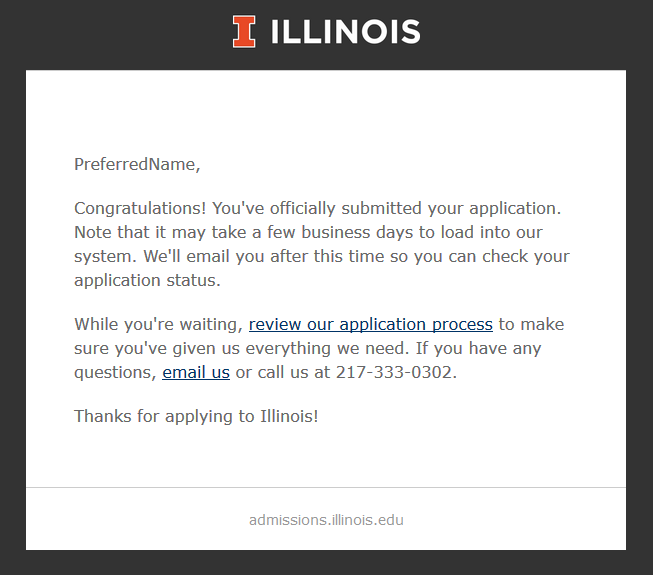 I ILLINOIS
PreferredName,
Congratulations! You've officially submitted your application.
Note that it may take a few business days to load into our
system. We'll email you after this time so you can check your
application status.
While you're waiting, review our application process to make
sure you've given us everything we need. If you have any
questions, email us or call us at 217-333-0302.
Thanks for applying to Illinois!
admissions.illinois.edu